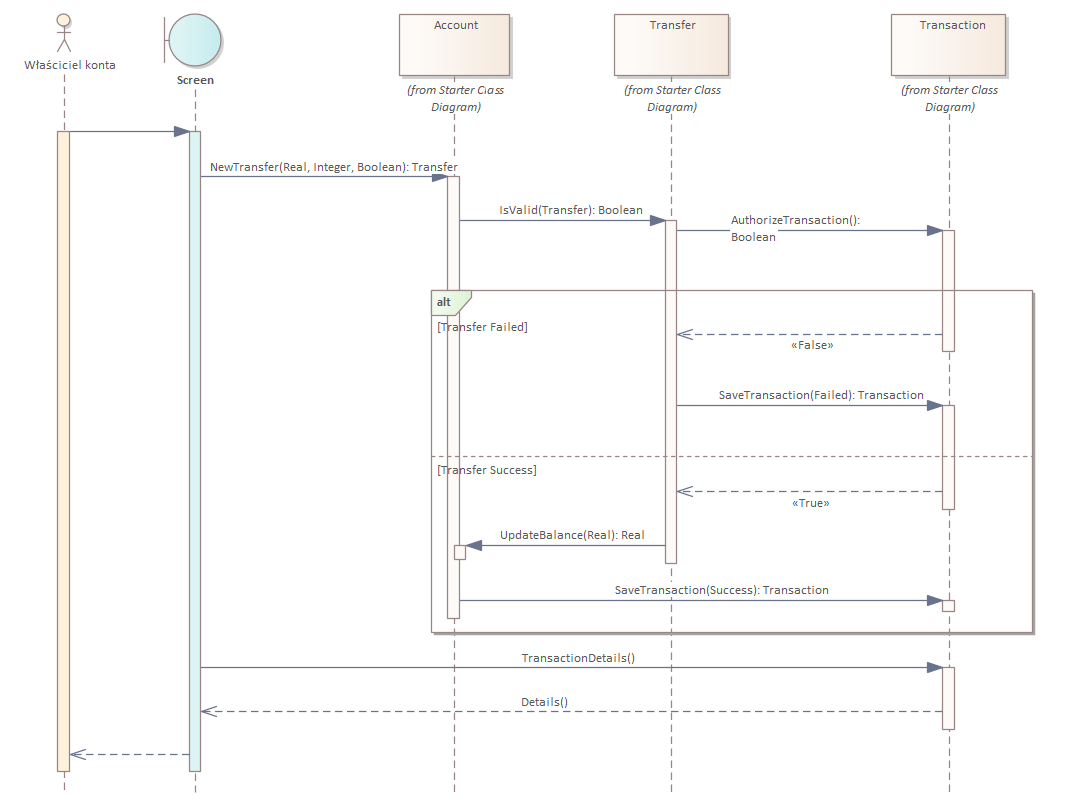 Account
Transfer
Transaction
Właściciel konta
Screen
(from Starter Class
Diagram)
(from Starter Class
Diagram)
(from Starter Class
Diagram)
NewTransfer(Real, Integer, Boolean): Transfer
IsValid(Transfer): Boolean
AuthorizeTransaction():
Boolean
alt
[Transfer Failed]
«False»
SaveTransaction(Failed): Transaction
[Transfer Success]
«True»
UpdateBalance(Real): Real
SaveTransaction(Success): Transaction
TransactionDetails()
Details()